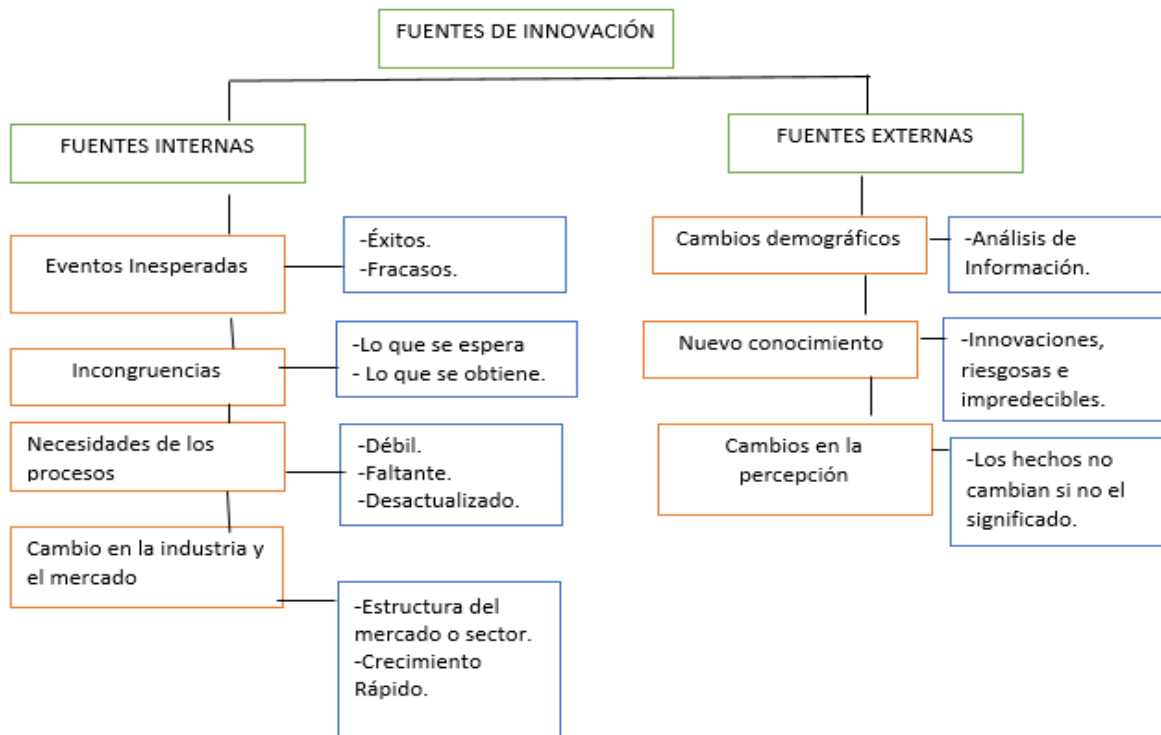 FUENTES DE INNOVACIÓN
FUENTES INTERNAS
Eventos Inesperadas
-Éxitos.
-Fracasos.
Incongruencias
-Lo que se espera
- Lo que se obtiene.
Necesidades de los
procesos
-Débil.
-Faltante.
-Desactualizado.
Cambio en la industria y
el mercado
-Estructura del
mercado o sector.
-Crecimiento
Rápido.
FUENTES EXTERNAS
Cambios demográficos
-Análisis de
Información.
Nuevo conocimiento
-Innovaciones,
riesgosas e
impredecibles.
Cambios en la
percepción
-Los hechos no
cambian si no el
significado.